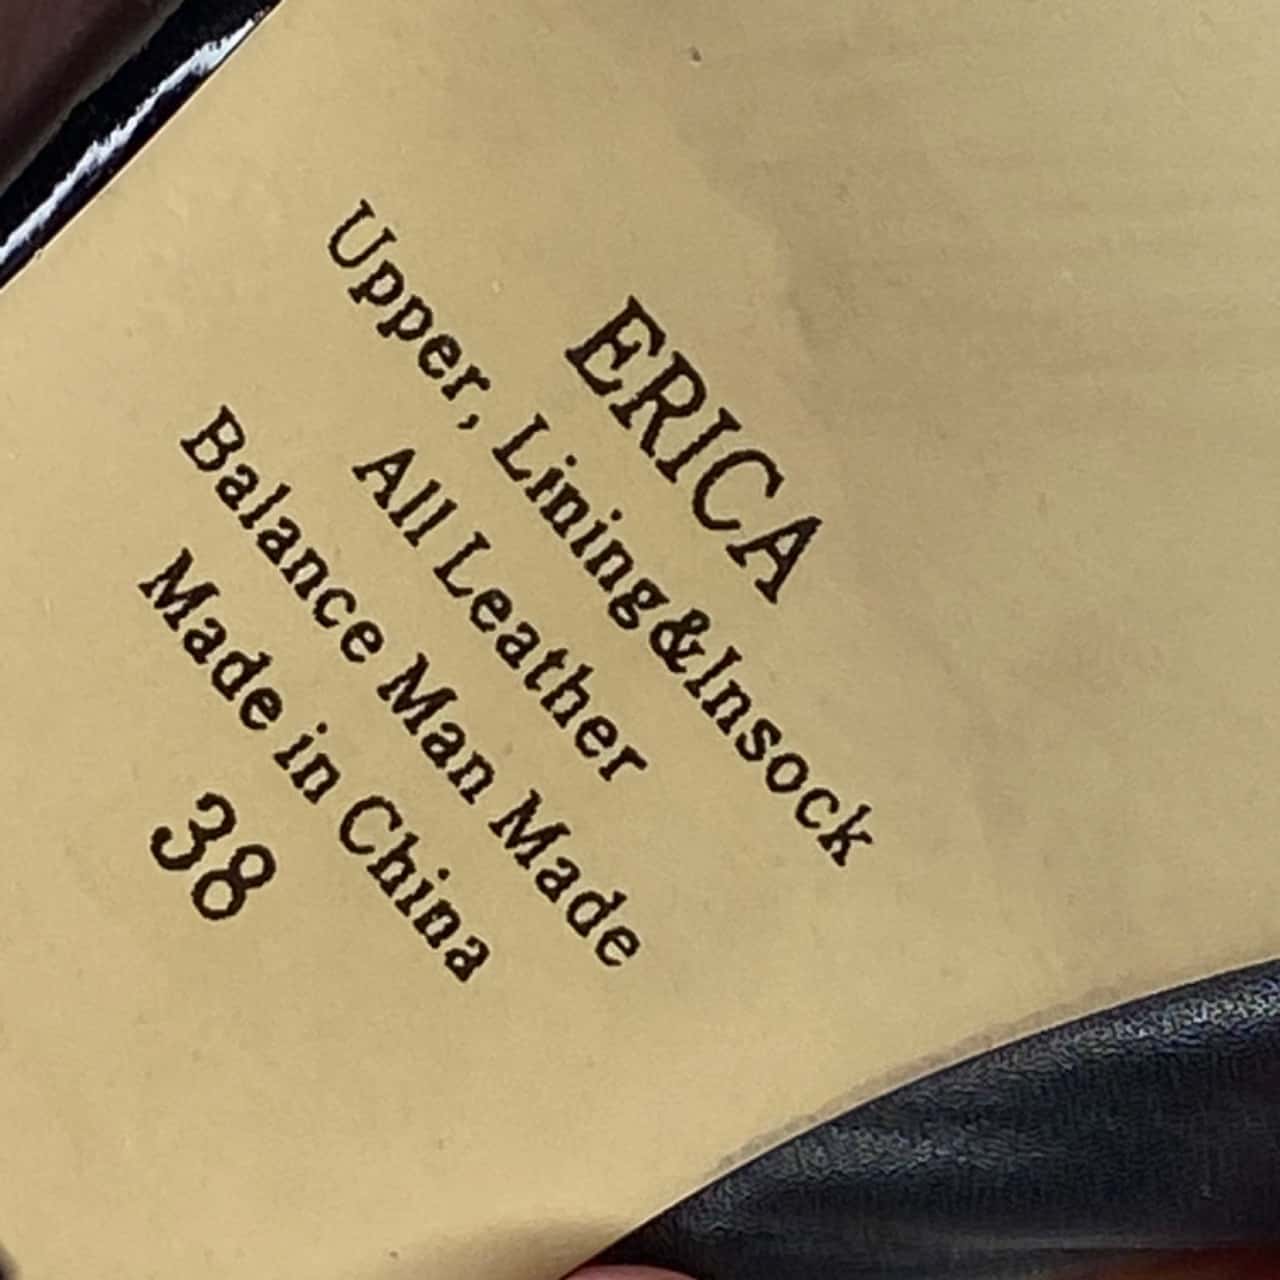 ERICA
Upper, Lining&Insock
All Leather
Balance Man Made
Made in China
38